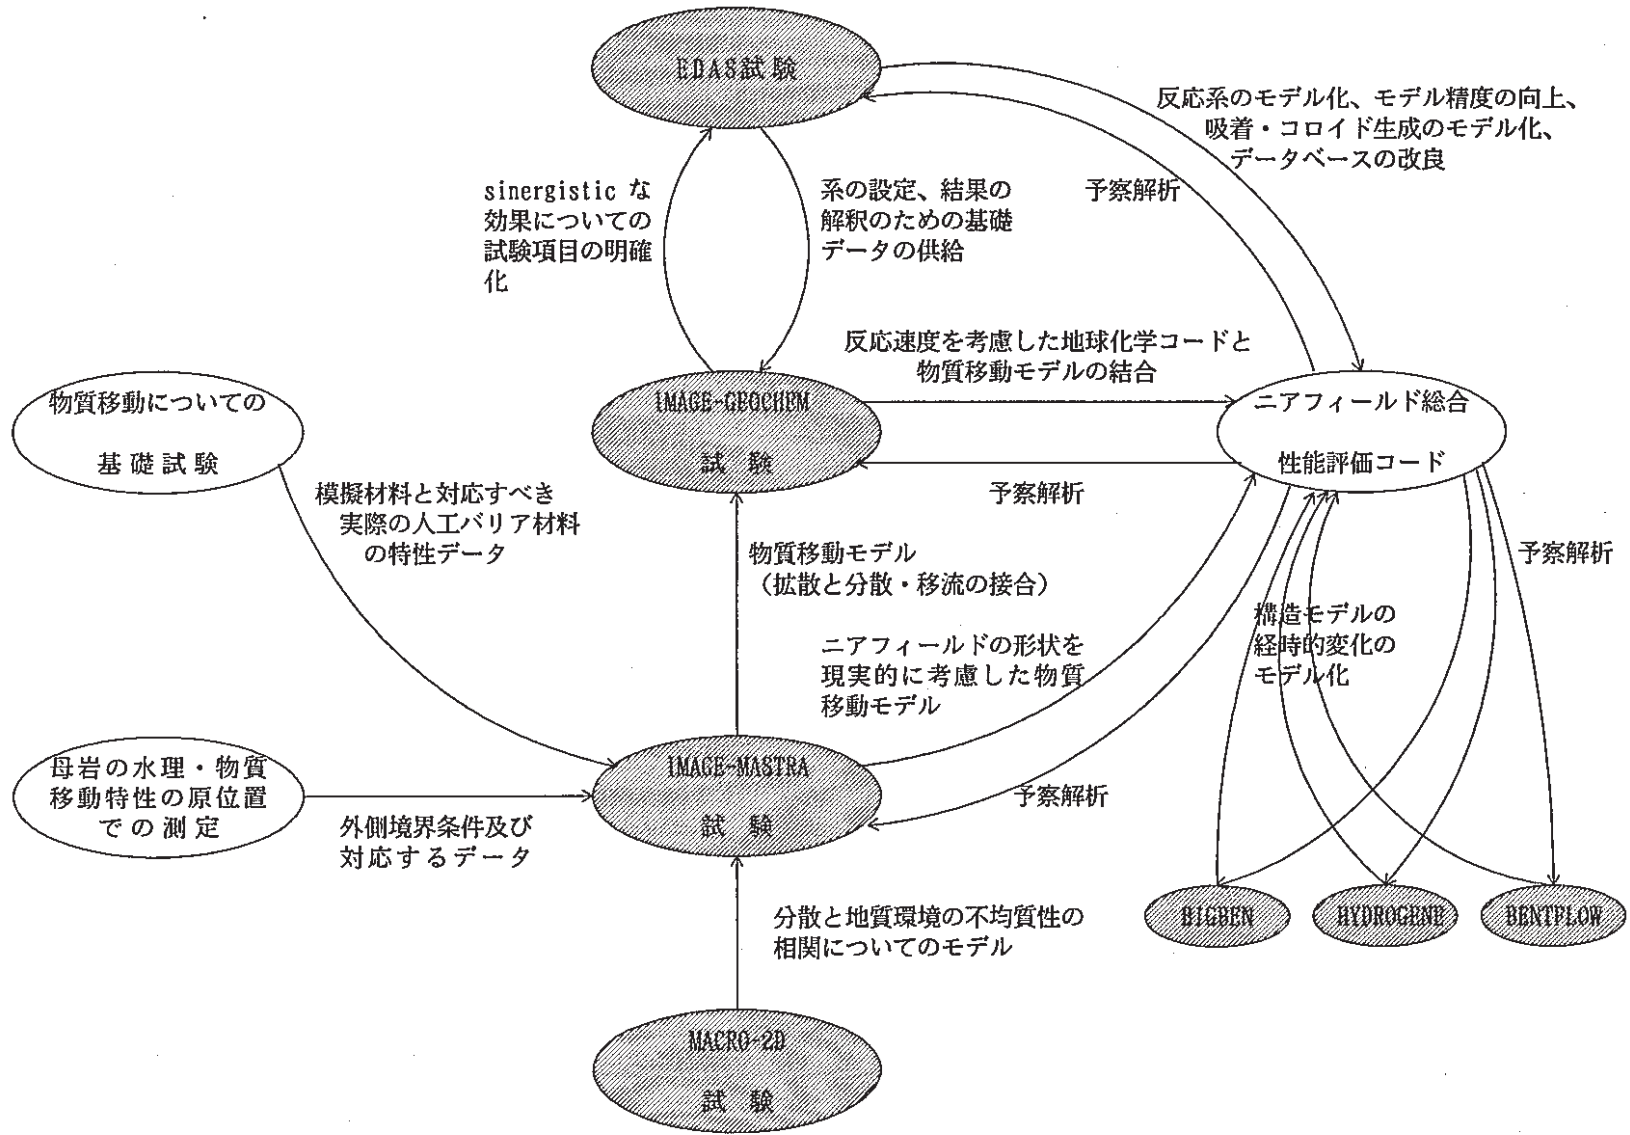 EDAS試験
反応系のモデル化、モデル精度の向上、
吸着・コロイド生成のモデル化、
データベースの改良
sinergistic な
効果についての
試験項目の明確
化
系の設定、結果の
解釈のための基礎
データの供給
予察解析
反応速度を考慮した地球化学コードと
物質移動モデルの結合
物質移動についての
基礎試験
IMAGE-GEOCHEM
試験
ニアフィールド総合
性能評価コード
予察解析
模擬材料と対応すべき
実際の人工バリア材料
の特性データ
物質移動モデル
（拡散と分散・移流の接合）
予察解析
構造モデルの
経時的変化の
モデル化
ニアフィールドの形状を
現実的に考慮した物質
移動モデル
母岩の水理・物質
移動特性の原位置
での測定
IMAGE-MASTRA
試験
予察解析
外側境界条件及び
対応するデータ
分散と地質環境の不均質性の
相関についてのモデル
BIGBEN
HYDROGENE
BENTFLOW
MACRO-2D
試験